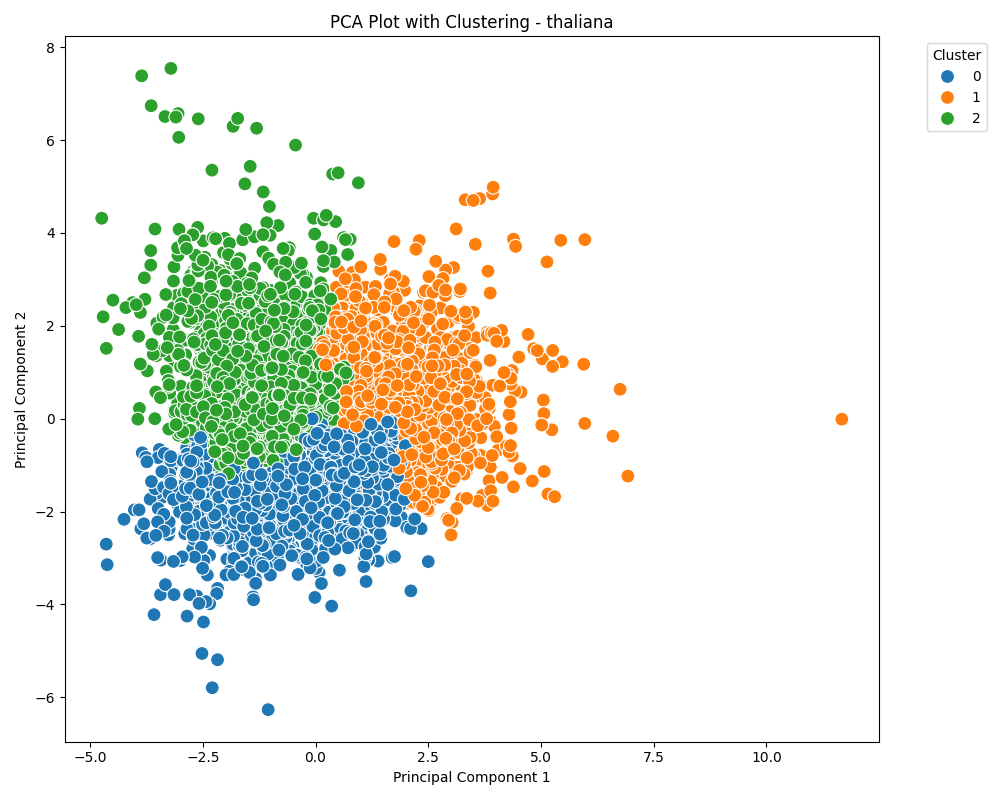 PCA Plot with Clustering - thaliana
Cluster
0
1
2
Principal Component 2
8
6
4
2
0
−2
−4
−6
−5.0 −2.5 0.0 2.5 5.0 7.5 10.0
Principal Component 1